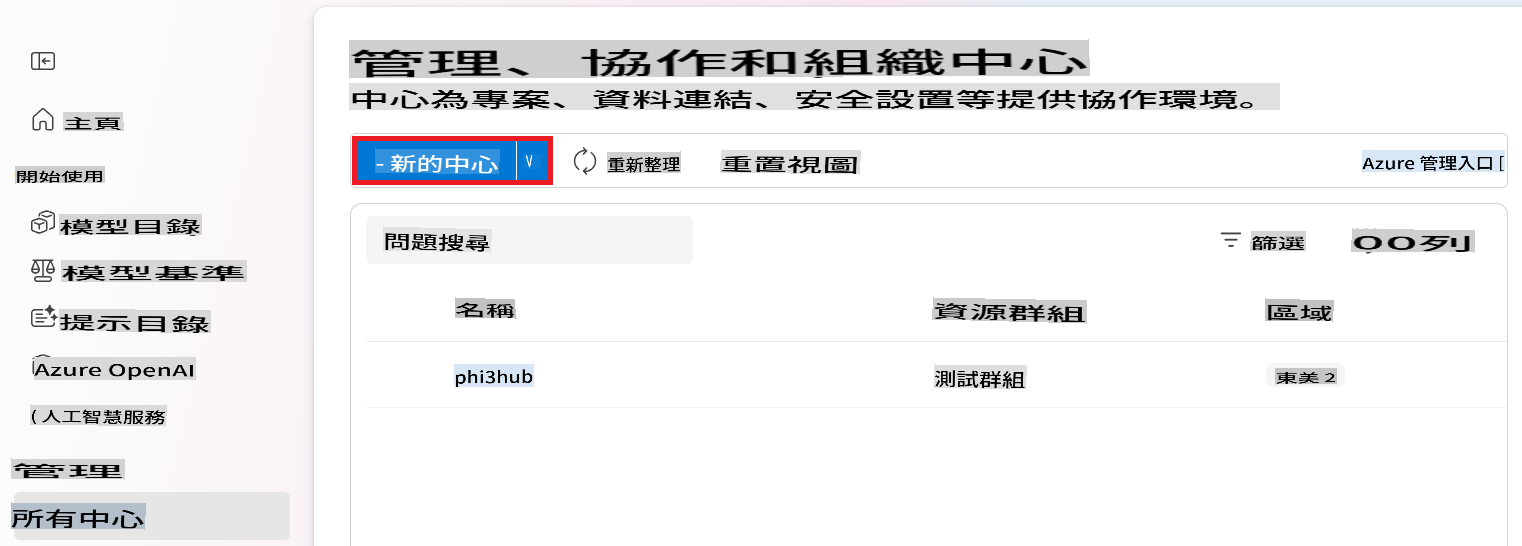 主頁
開始使用
模型目錄
模型基準
提示目錄
Azure OpenAI
(人工智慧服務
管理
所有中心
管理、協作和組織中心
中心為專案、資料連結、安全設置等提供協作環境。
- 新的中心 V
重新整理
重置視圖
Azure 管理入口 [
問題搜尋
篩選
OO列
名稱 資源群組 區域
phi3hub 測試群組 東美 2